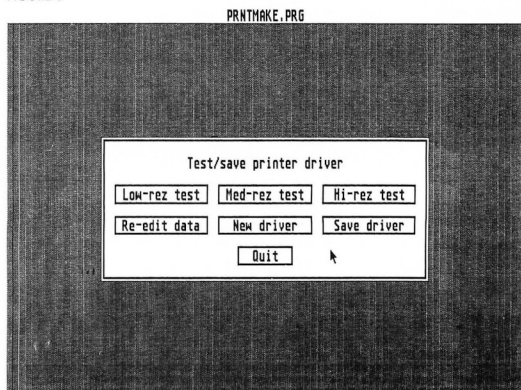 PRNTMAKE.PRG
Test/save printer driver
Low-rez test Med-rez test Hi-rez test
Re-edit data New driver Save driver
Quit